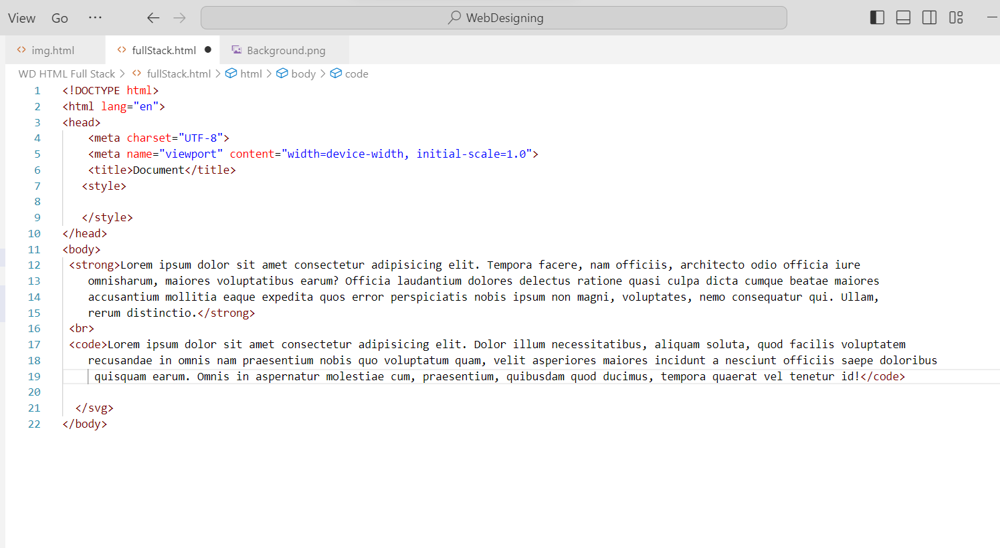 View Go ··· ← → WebDesigning
img.html fullStack.html ● Background.png
WD HTML Full Stack > fullStack.html > html > body > code
1 <!DOCTYPE html>
2 <html lang="en">
3 <head>
4 <meta charset="UTF-8">
5 <meta name="viewport" content="width=device-width, initial-scale=1.0">
6 <title>Document</title>
7 <style>
8
9 </style>
10 </head>
11 <body>
12 <strong>Lorem ipsum dolor sit amet consectetur adipisicing elit. Tempora facere, nam officiis, architecto odio officia iure
13 omnisharum, maiores voluptatibus earum? Officia laudantium dolores delectus ratione quasi culpa dicta cumque beatae maiores
14 accusantium mollitia eaque expedita quos error perspiciatis nobis ipsum non magni, voluptates, nemo consequatur qui. Ullam,
15 rerum distinctio.</strong>
16 <br>
17 <code>Lorem ipsum dolor sit amet consectetur adipisicing elit. Dolor illum necessitatibus, aliquam soluta, quod facilis voluptatem
18 recusandae in omnis nam praesentium nobis quo voluptatum quam, velit asperiores maiores incidunt a nesciunt officiis saepe doloribus
19 quisquam earum. Omnis in aspernatur molestiae cum, praesentium, quibusdam quod ducimus, tempora quaerat vel tenetur id!</code>
20
21 </svg>
22 </body>